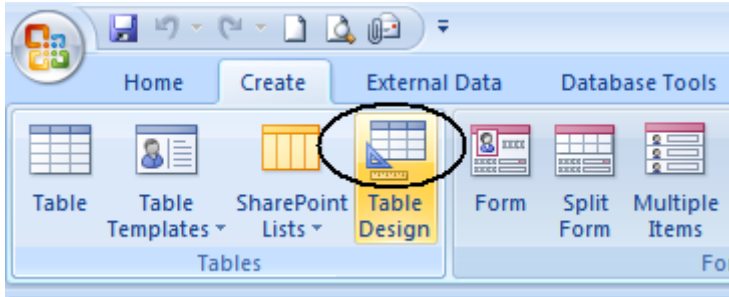 Home Create External Data Database Tools
Table Table SharePoint Table Form Split Multiple
Templates Lists Design Form Items
Tables